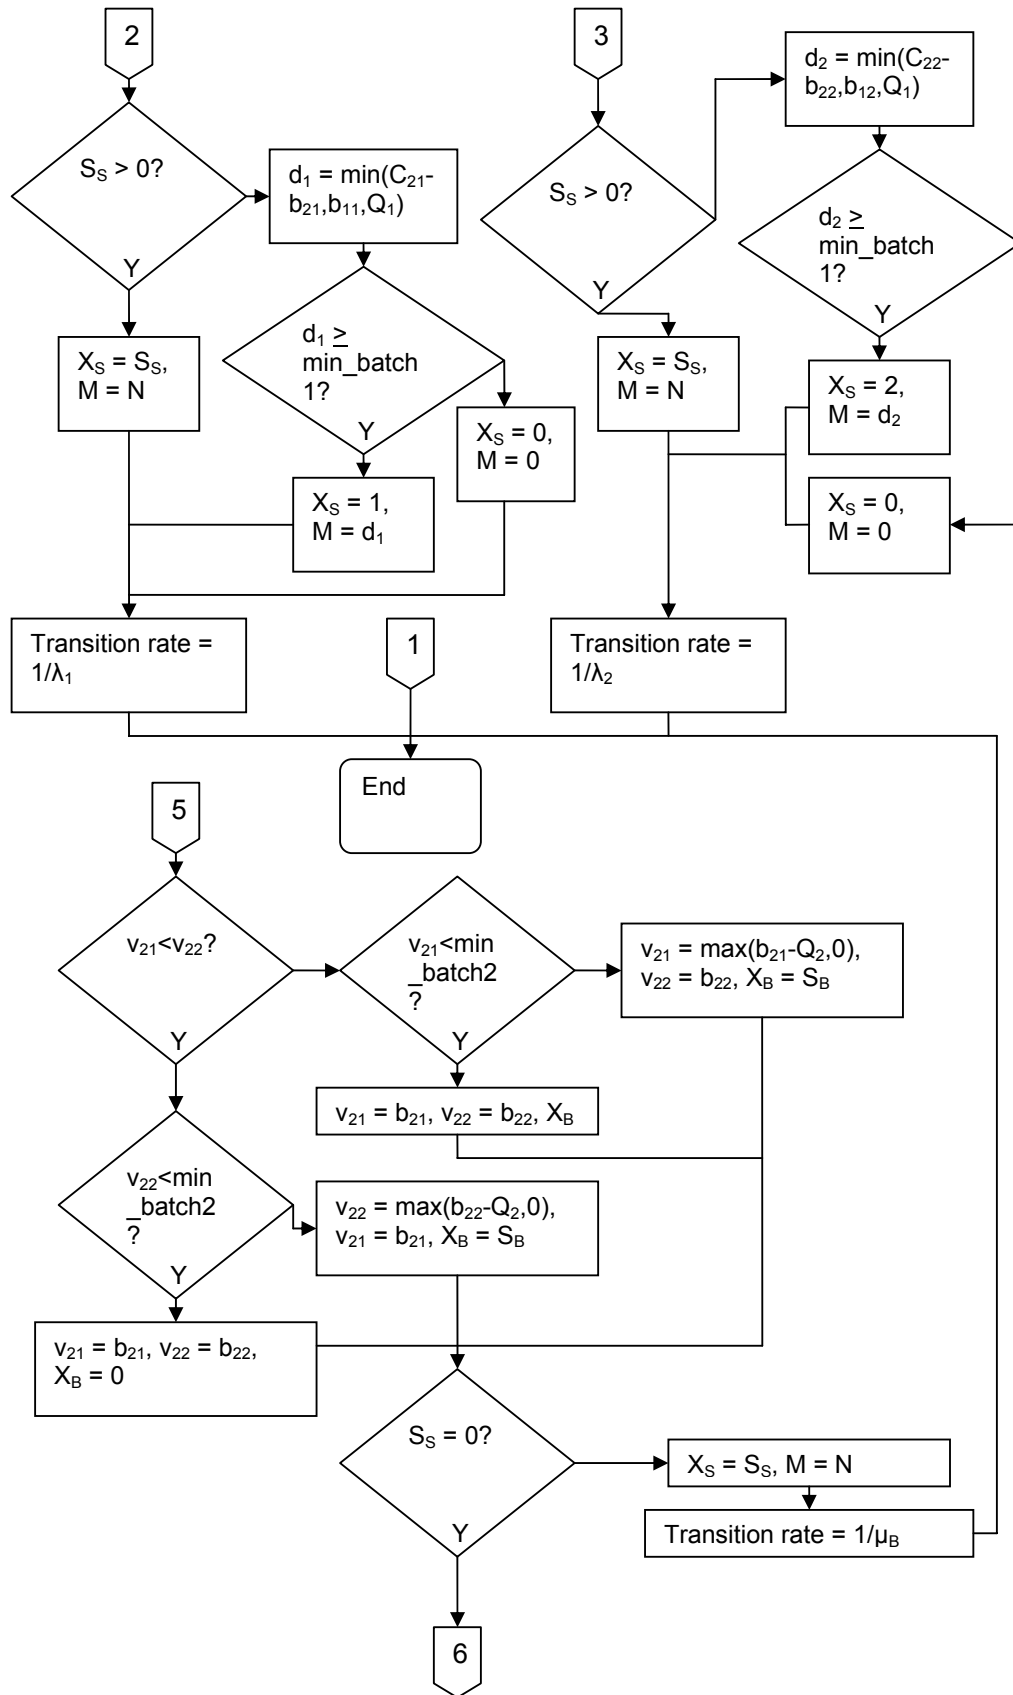 2
S_S > 0?
Y
d_1 = min(C_21-
b_21,b_11,Q_1)
d_1 ≥
min_batch
1?
Y
X_S = S_S,
M = N
X_S = 0,
M = 0
X_S = 1,
M = d_1
Transition rate =
1/λ_1
3
S_S > 0?
Y
d_2 = min(C_22-
b_22,b_12,Q_1)
d_2 ≥
min_batch
1?
Y
X_S = S_S,
M = N
X_S = 2,
M = d_2
X_S = 0,
M = 0
Transition rate =
1/λ_2
1
End
5
v_21<v_22?
Y
v_21<min
_batch2
?
Y
v_21 = max(b_21-Q_2,0),
v_22 = b_22, X_B = S_B
v_21 = b_21, v_22 = b_22, X_B
v_22<min
_batch2
?
Y
v_22 = max(b_22-Q_2,0),
v_21 = b_21, X_B = S_B
v_21 = b_21, v_22 = b_22,
X_B = 0
S_S = 0?
Y
X_S = S_S, M = N
Transition rate = 1/µ_B
6